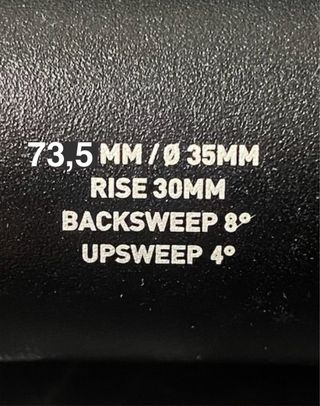 73,5 MM / Ø 35MM
RISE 30MM
BACKSWEEP 8°
UPSWEEP 4°